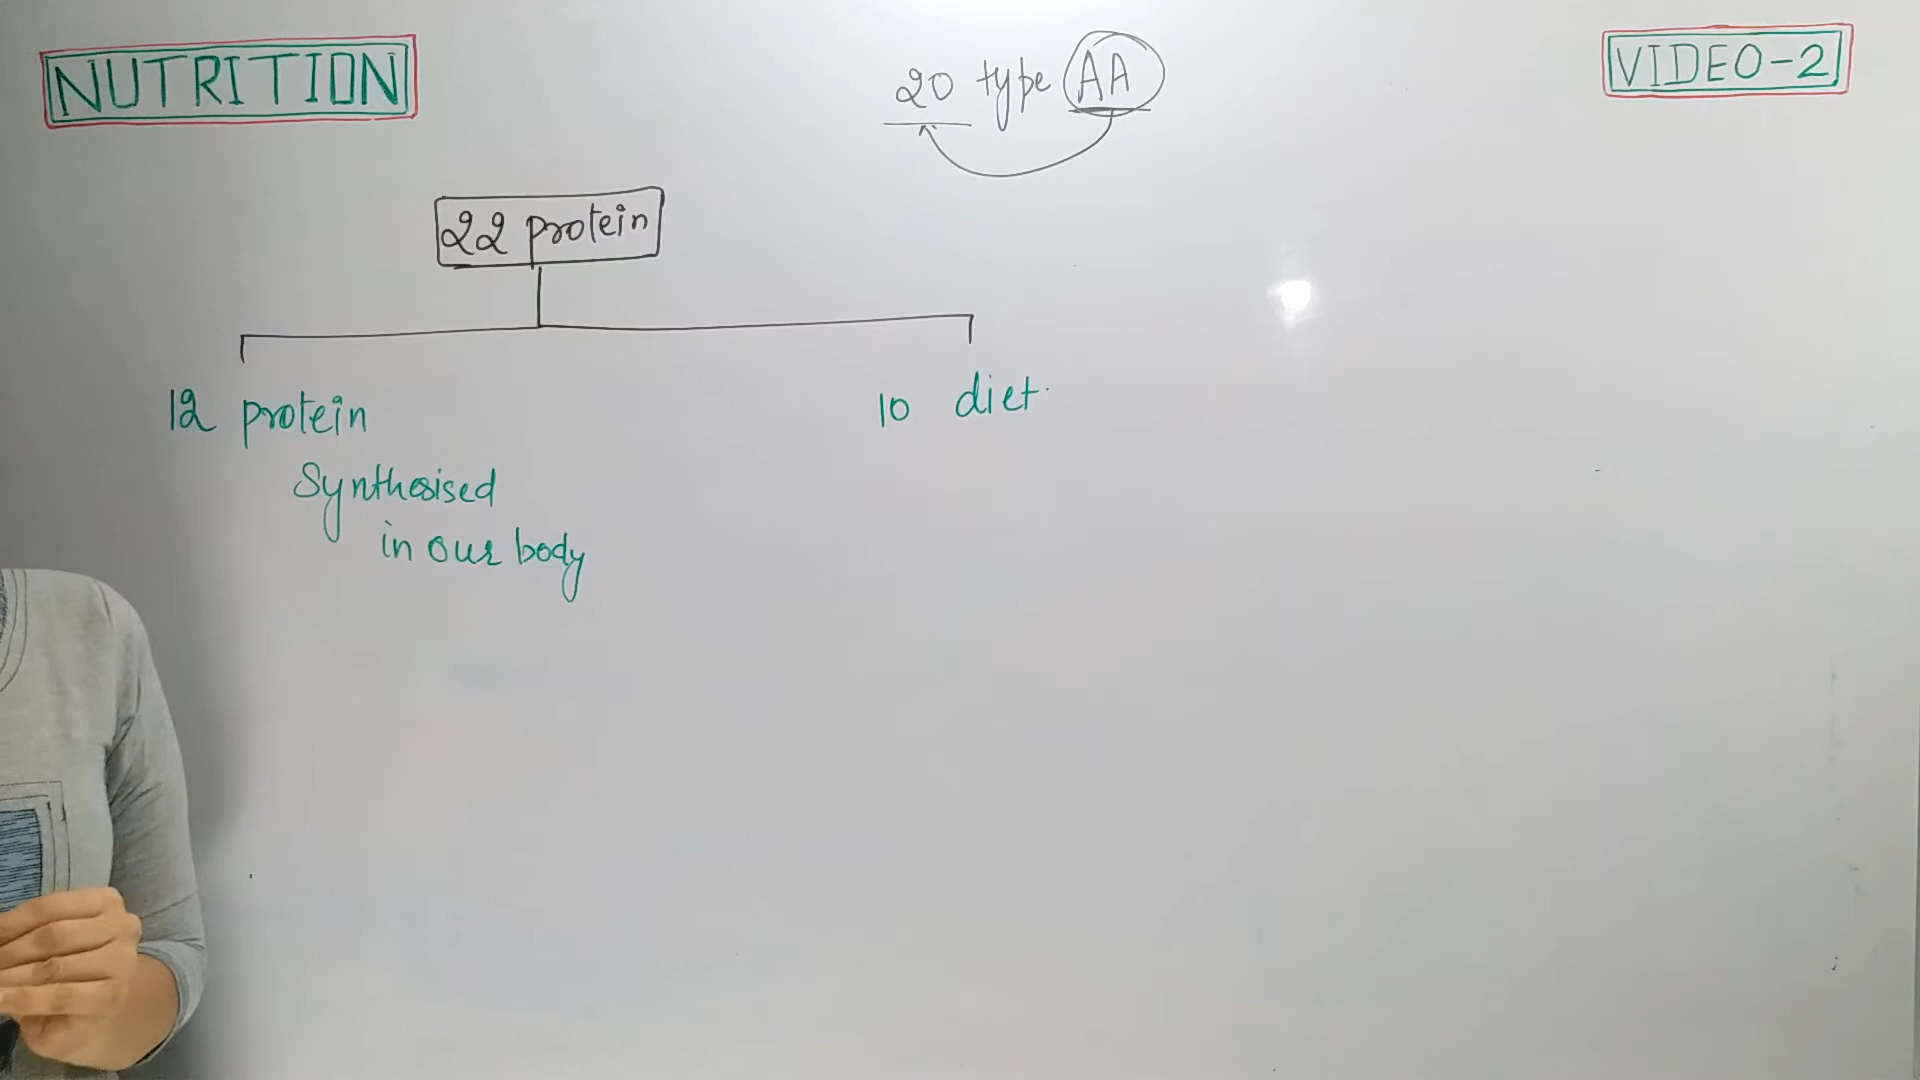 NUTRITION
20 type AA
VIDEO-2
22 protein
12 protein
Synthesised
in our body
10 diet.